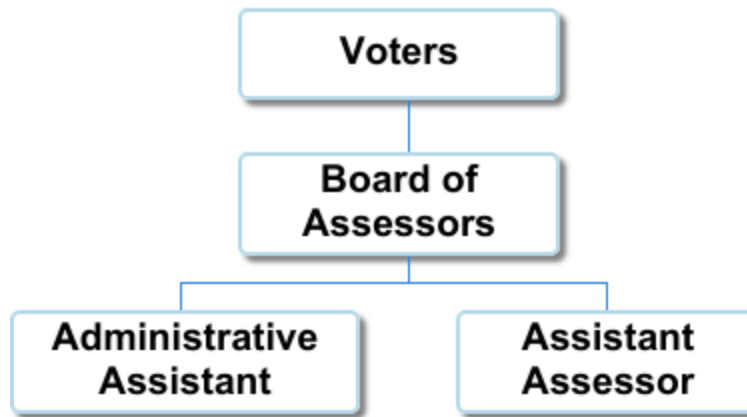 Voters
Board of
Assessors
Administrative
Assistant
Assistant
Assessor